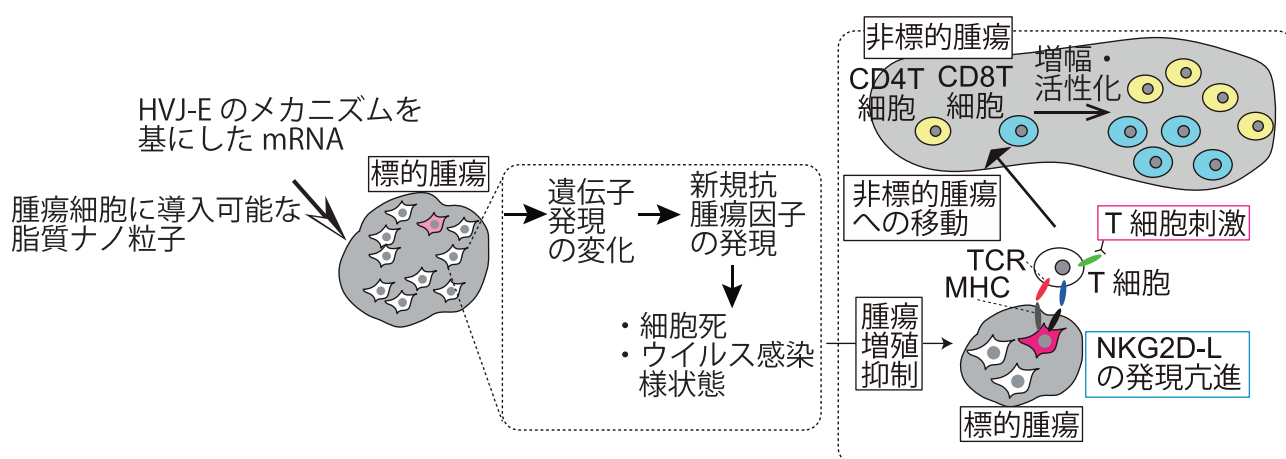 HVJ-E のメカニズムを
基にした mRNA
腫瘍細胞に導入可能な
脂質ナノ粒子
標的腫瘍
遺伝子
発現
の変化
新規抗
腫瘍因子
の発現
・細胞死
・ウイルス感染
様状態
腫瘍
増殖
抑制
非標的腫瘍
CD4T
細胞
CD8T
細胞
増幅・
活性化
非標的腫瘍
への移動
T 細胞刺激
TCR
MHC
T 細胞
NKG2D-L
の発現亢進
標的腫瘍